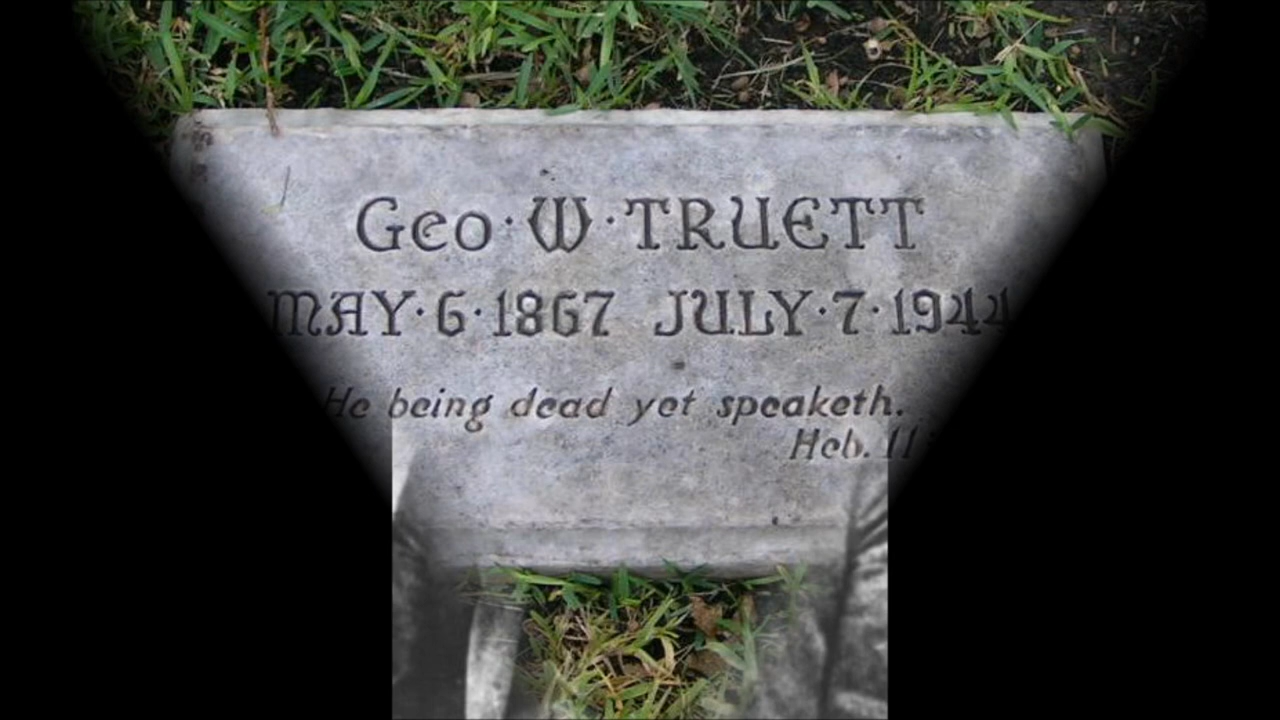 Geo·W·TRUETT
MAY·6·1867 JULY·7·1944
He being dead yet speaketh.
Heb. 11